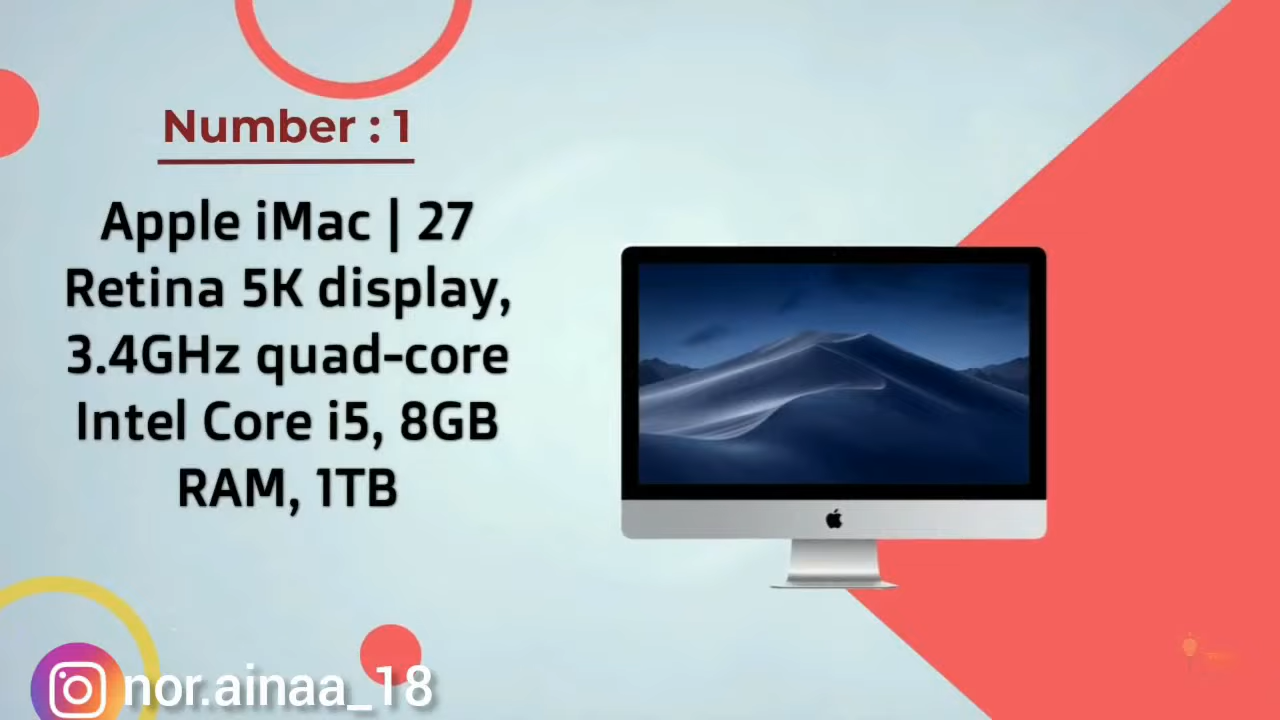 Number : 1
Apple iMac | 27
Retina 5K display,
3.4GHz quad-core
Intel Core i5, 8GB
RAM, 1TB
nor.ainaa_18